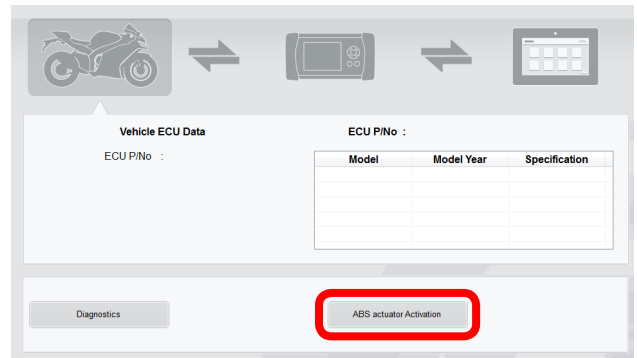 Vehicle ECU Data
ECU P/No :
ECU P/No :
Model Model Year Specification
Diagnostics
ABS actuator Activation